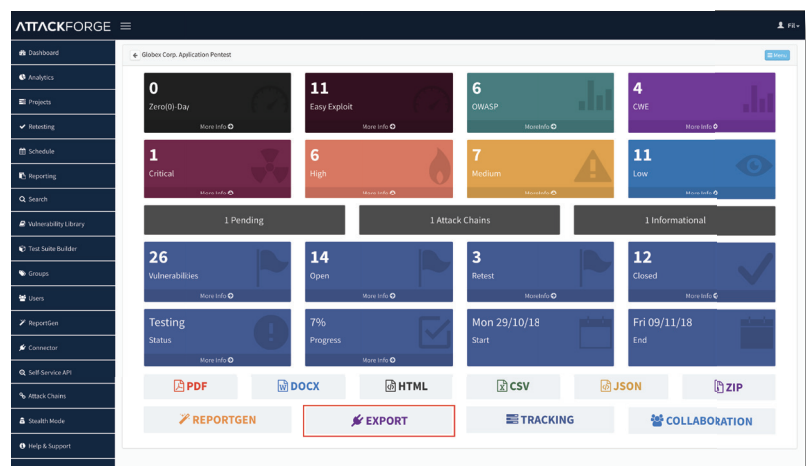 ATTACKFORGE
Fil
Dashboard
Analytics
Projects
Retesting
Schedule
Reporting
Search
Vulnerability Library
Test Suite Builder
Groups
Users
ReportGen
Connector
Self-Service API
Attack Chains
Stealth Mode
Help & Support
Globex Corp. Application Pentest
Menu
0
Zero(0)-Day
More Info
11
Easy Exploit
More Info
6
OWASP
MoreInfo
4
CWE
More Info
1
Critical
More Info
6
High
More Info
7
Medium
MoreInfo
11
Low
More Info
1 Pending
1 Attack Chains
1 Informational
26
Vulnerabilities
More Info
14
Open
More Info
3
Retest
MoreInfo
12
Closed
More Info
Testing
Status
More Info
7%
Progress
More Info
Mon 29/10/18
Start
Fri 09/11/18
End
PDF
DOCX
HTML
CSV
JSON
ZIP
REPORTGEN
EXPORT
TRACKING
COLLABORATION